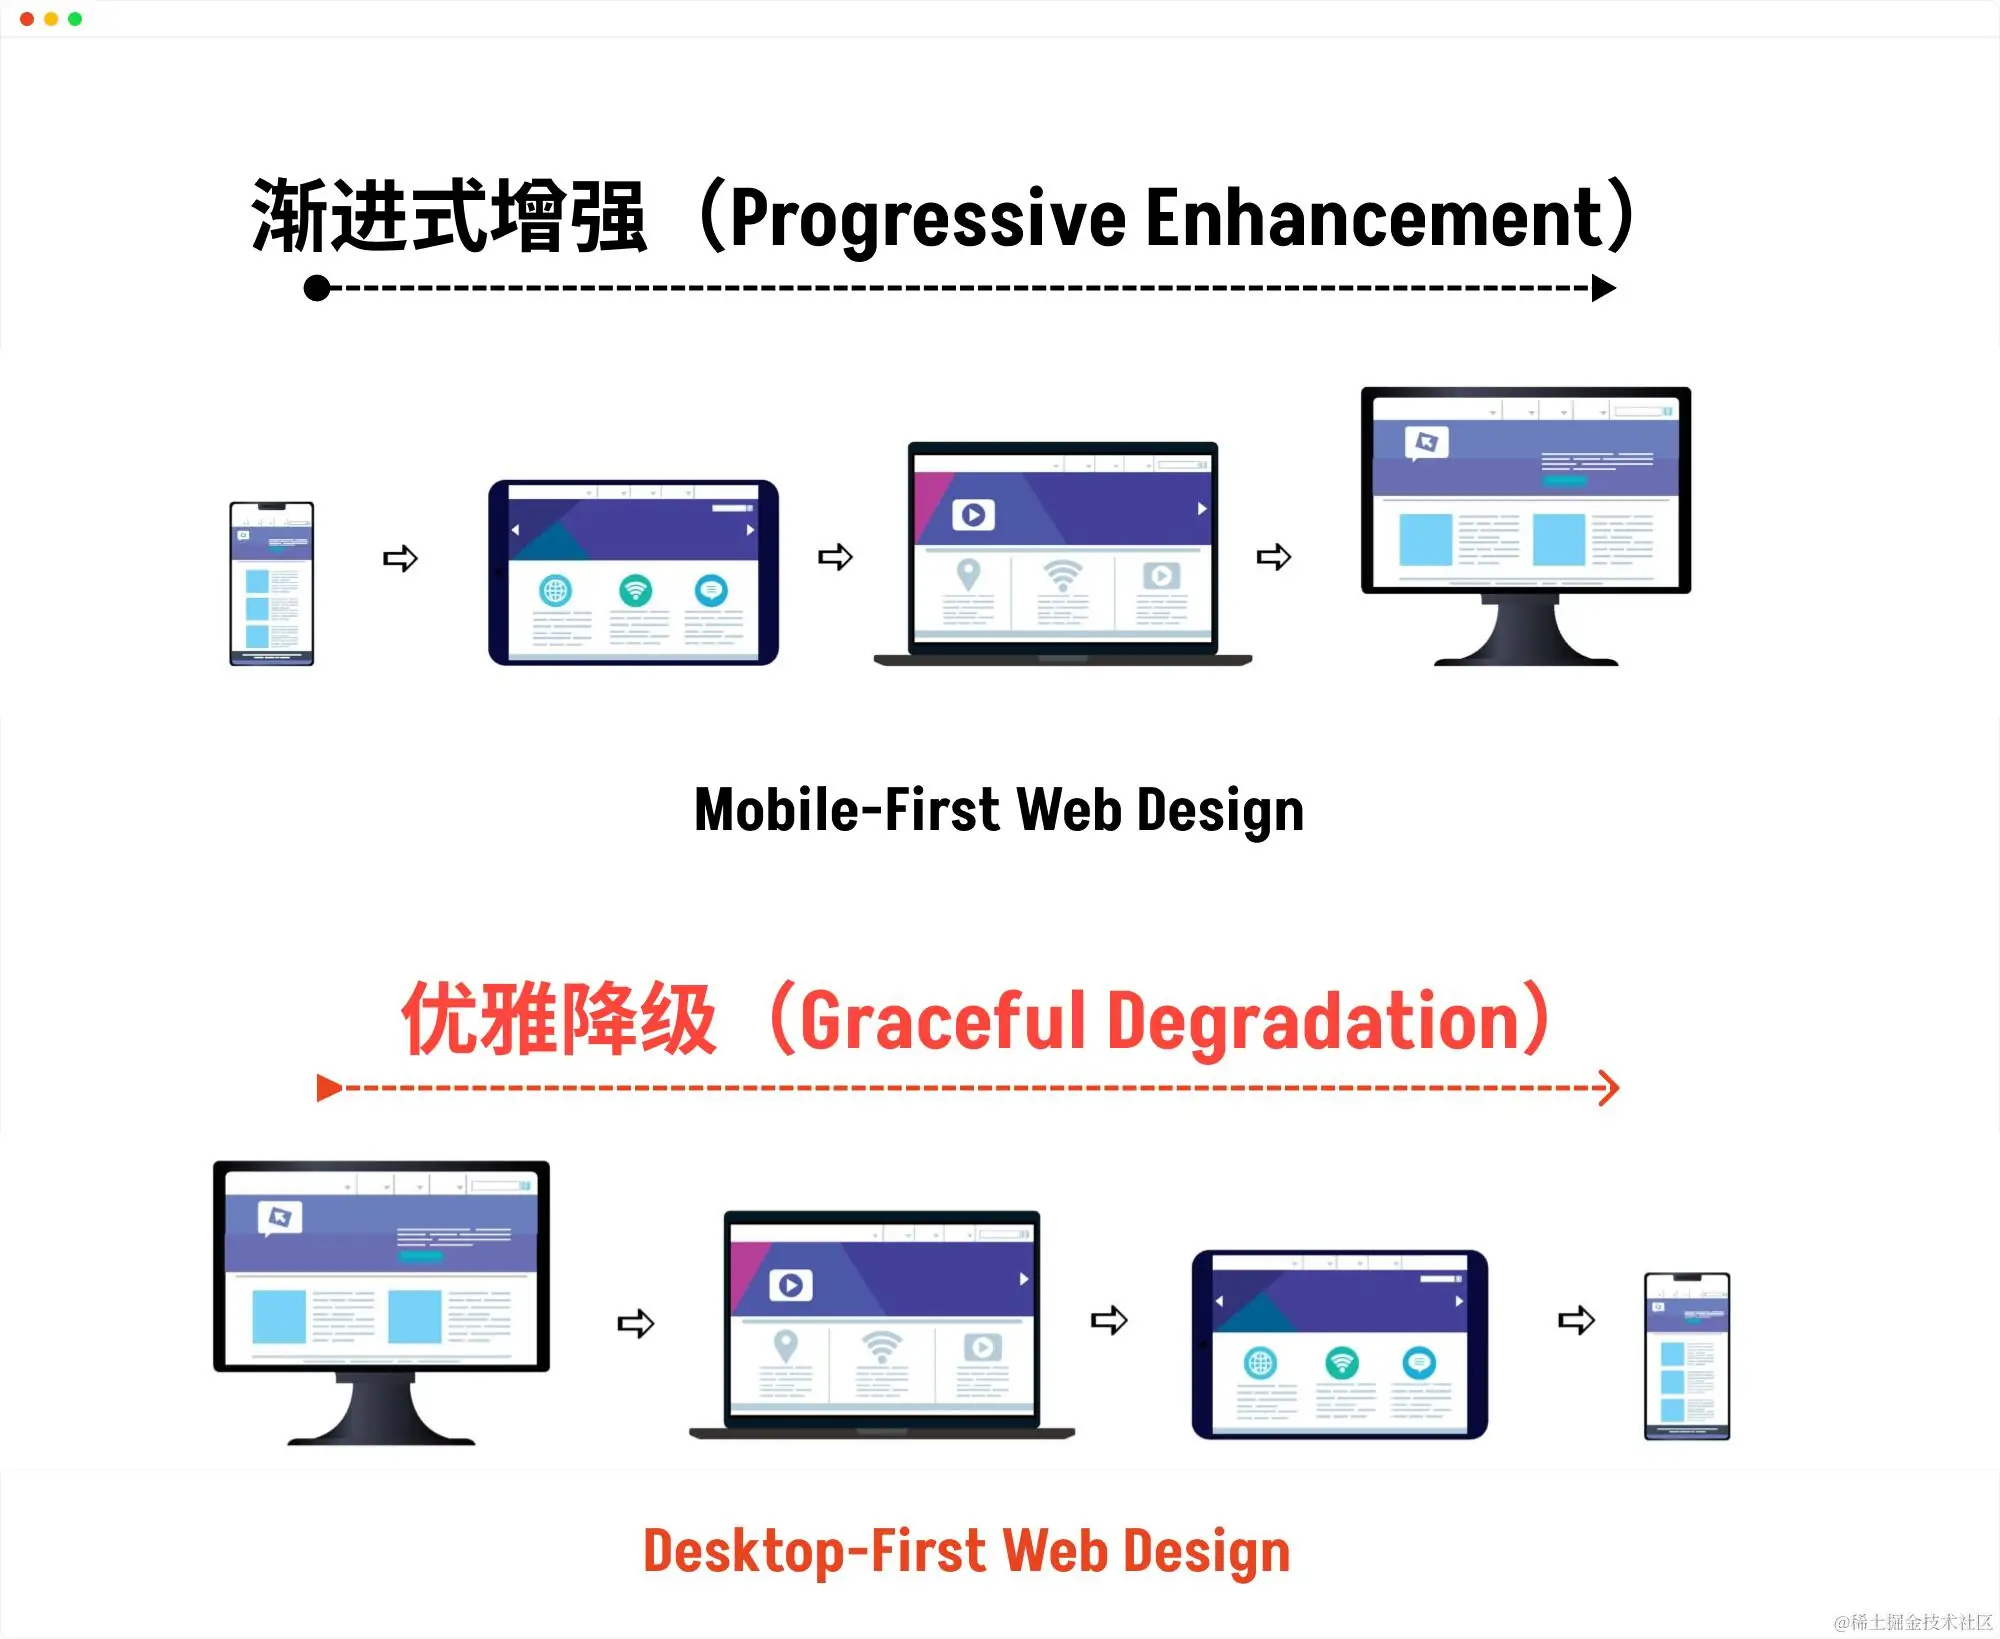 渐进式增强（Progressive Enhancement）
Mobile-First Web Design
优雅降级（Graceful Degradation）
Desktop-First Web Design
@稀土掘金技术社区